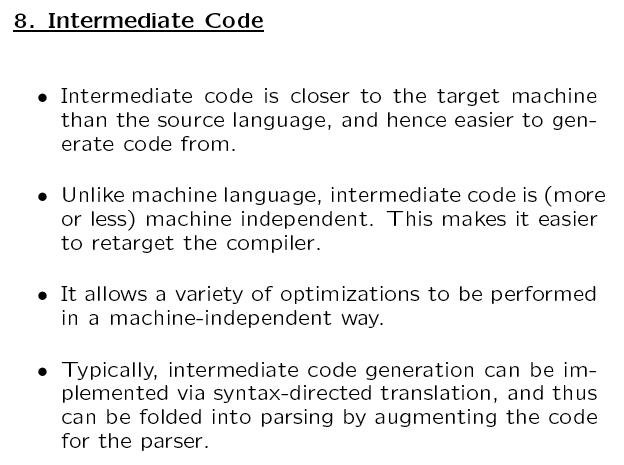 8. Intermediate Code
• Intermediate code is closer to the target machine
than the source language, and hence easier to gen-
erate code from.
• Unlike machine language, intermediate code is (more
or less) machine independent. This makes it easier
to retarget the compiler.
• It allows a variety of optimizations to be performed
in a machine-independent way.
• Typically, intermediate code generation can be im-
plemented via syntax-directed translation, and thus
can be folded into parsing by augmenting the code
for the parser.